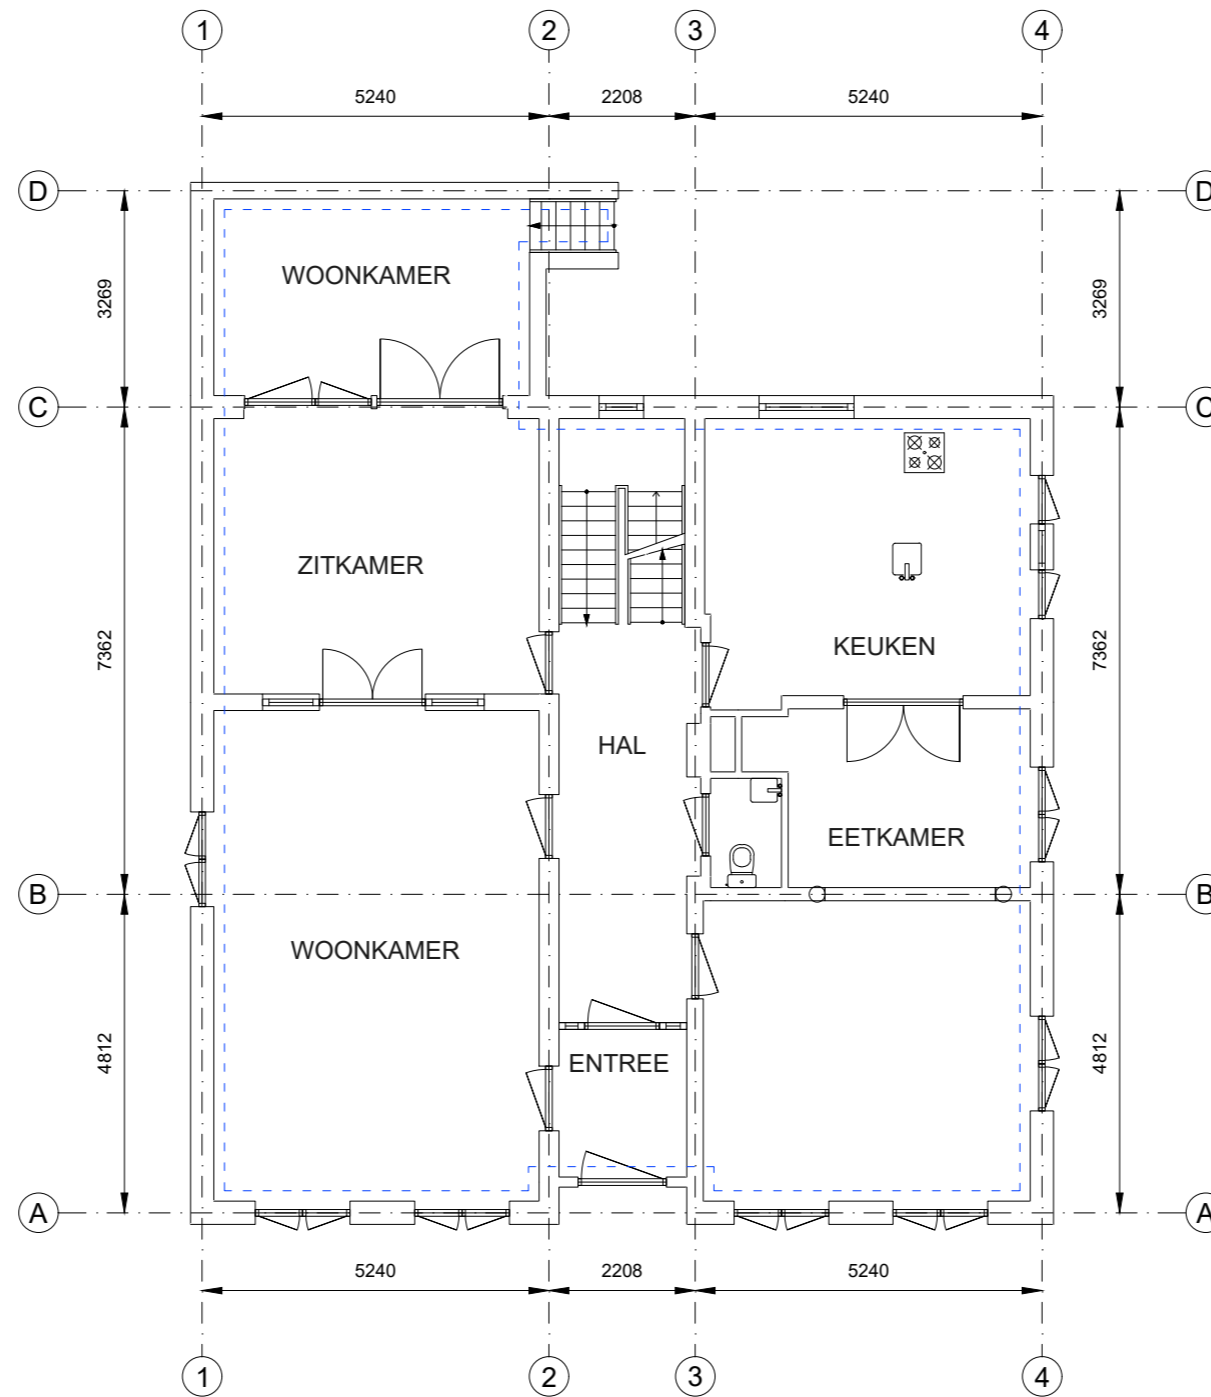 1 2 3 4
5240 2208 5240
D D
WOONKAMER
3269 3269
C C
ZITKAMER
KEUKEN
7362 7362
HAL
EETKAMER
B B
WOONKAMER
4812 4812
ENTREE
A A
5240 2208 5240
1 2 3 4